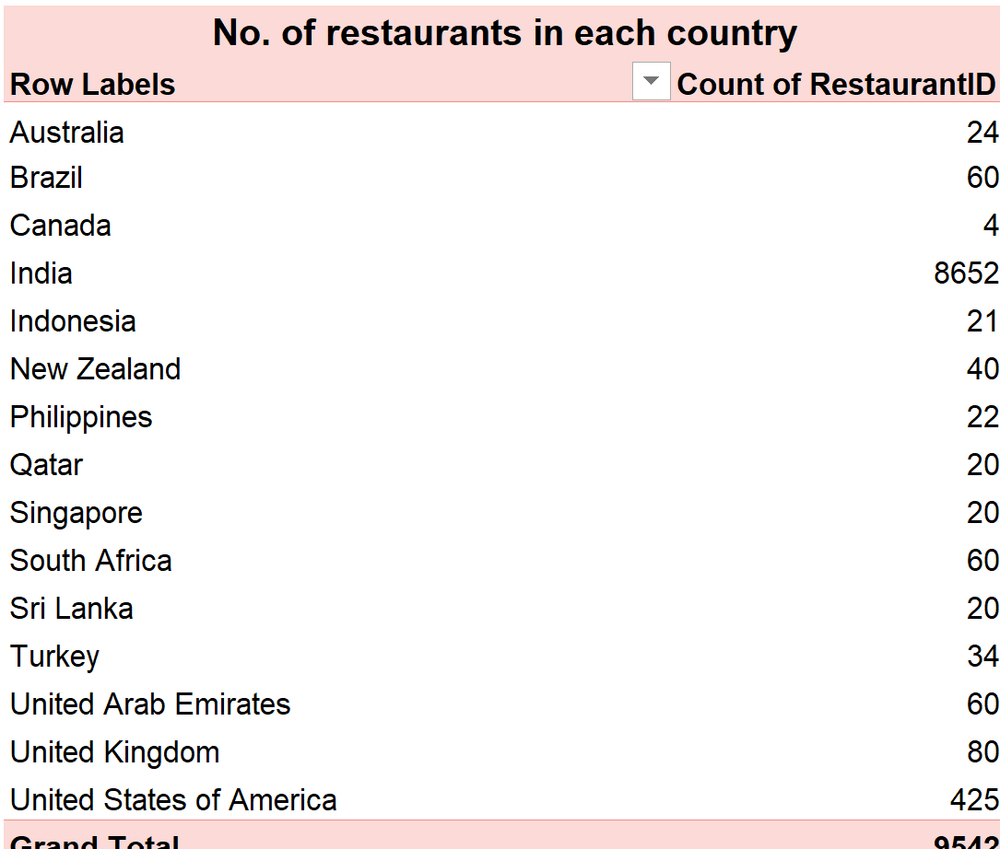 No. of restaurants in each country
Row Labels Count of RestaurantID
Australia 24
Brazil 60
Canada 4
India 8652
Indonesia 21
New Zealand 40
Philippines 22
Qatar 20
Singapore 20
South Africa 60
Sri Lanka 20
Turkey 34
United Arab Emirates 60
United Kingdom 80
United States of America 425
Grand Total 9542